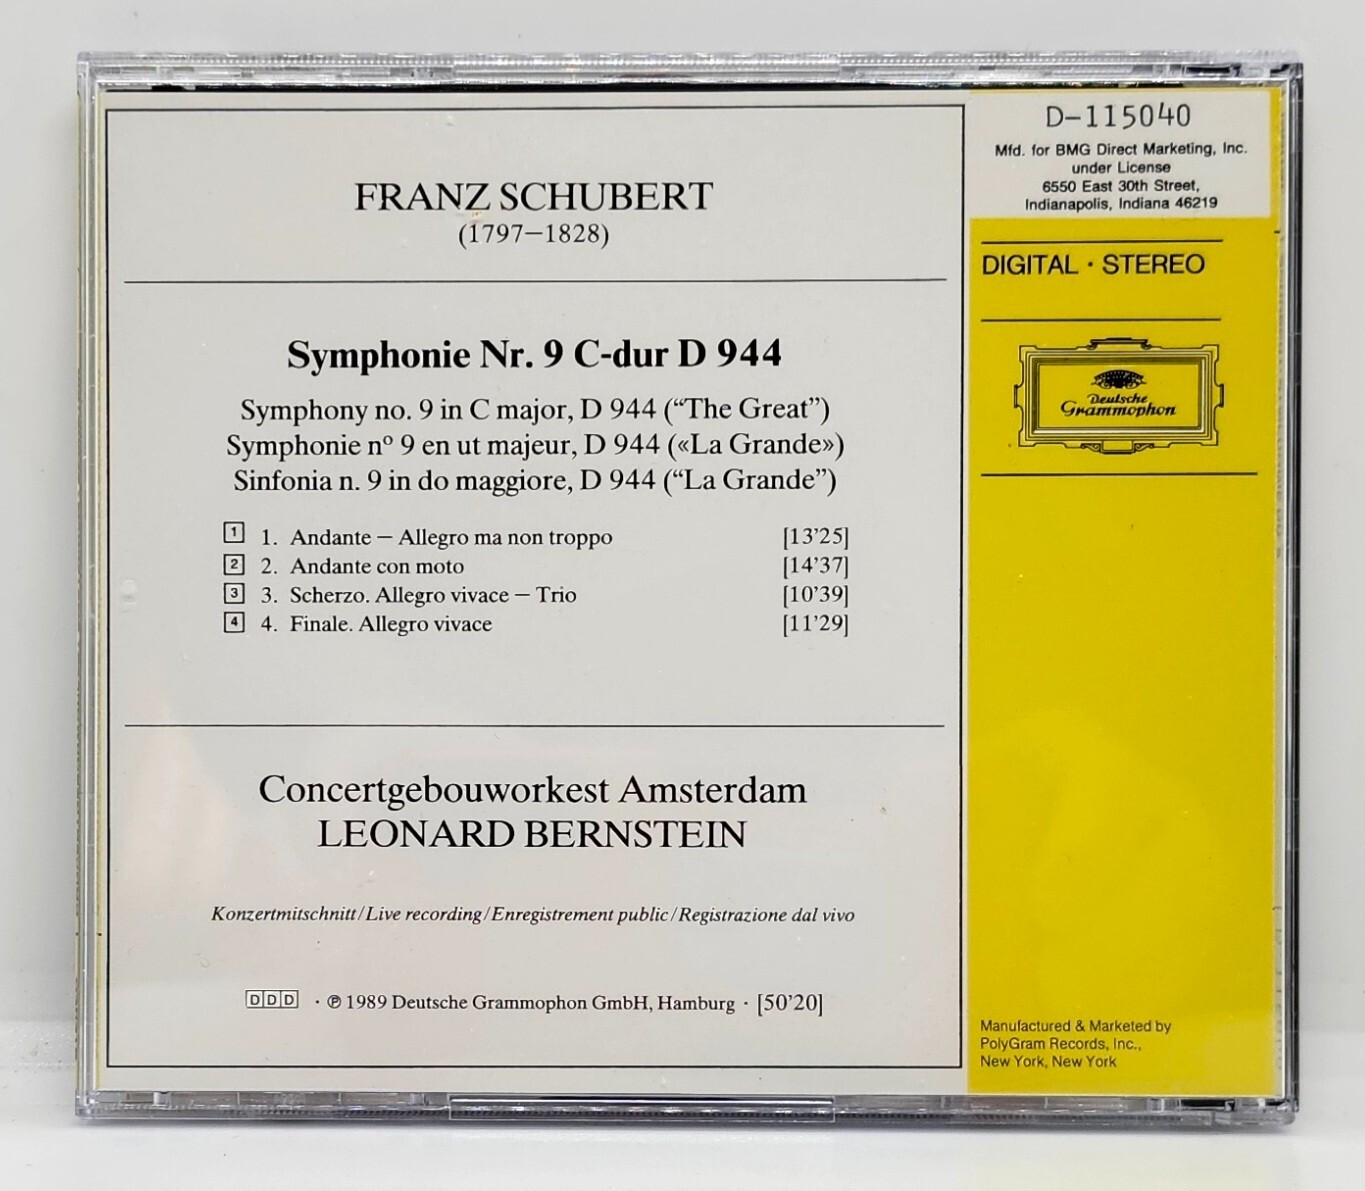 FRANZ SCHUBERT
(1797–1828)
Symphonie Nr. 9 C-dur D 944
Symphony no. 9 in C major, D 944 (“The Great”)
Symphonie nº 9 en ut majeur, D 944 («La Grande»)
Sinfonia n. 9 in do maggiore, D 944 (“La Grande”)
1 1. Andante – Allegro ma non troppo [13’25]
2 2. Andante con moto [14’37]
3 3. Scherzo. Allegro vivace – Trio [10’39]
4 4. Finale. Allegro vivace [11’29]
Concertgebouworkest Amsterdam
LEONARD BERNSTEIN
Konzertmitschnitt/Live recording/Enregistrement public/Registrazione dal vivo
DDD · ℗ 1989 Deutsche Grammophon GmbH, Hamburg · [50’20]
D-115040
Mfd. for BMG Direct Marketing, Inc.
under License
6550 East 30th Street,
Indianapolis, Indiana 46219
DIGITAL · STEREO
Deutsche
Grammophon
Manufactured & Marketed by
PolyGram Records, Inc.,
New York, New York